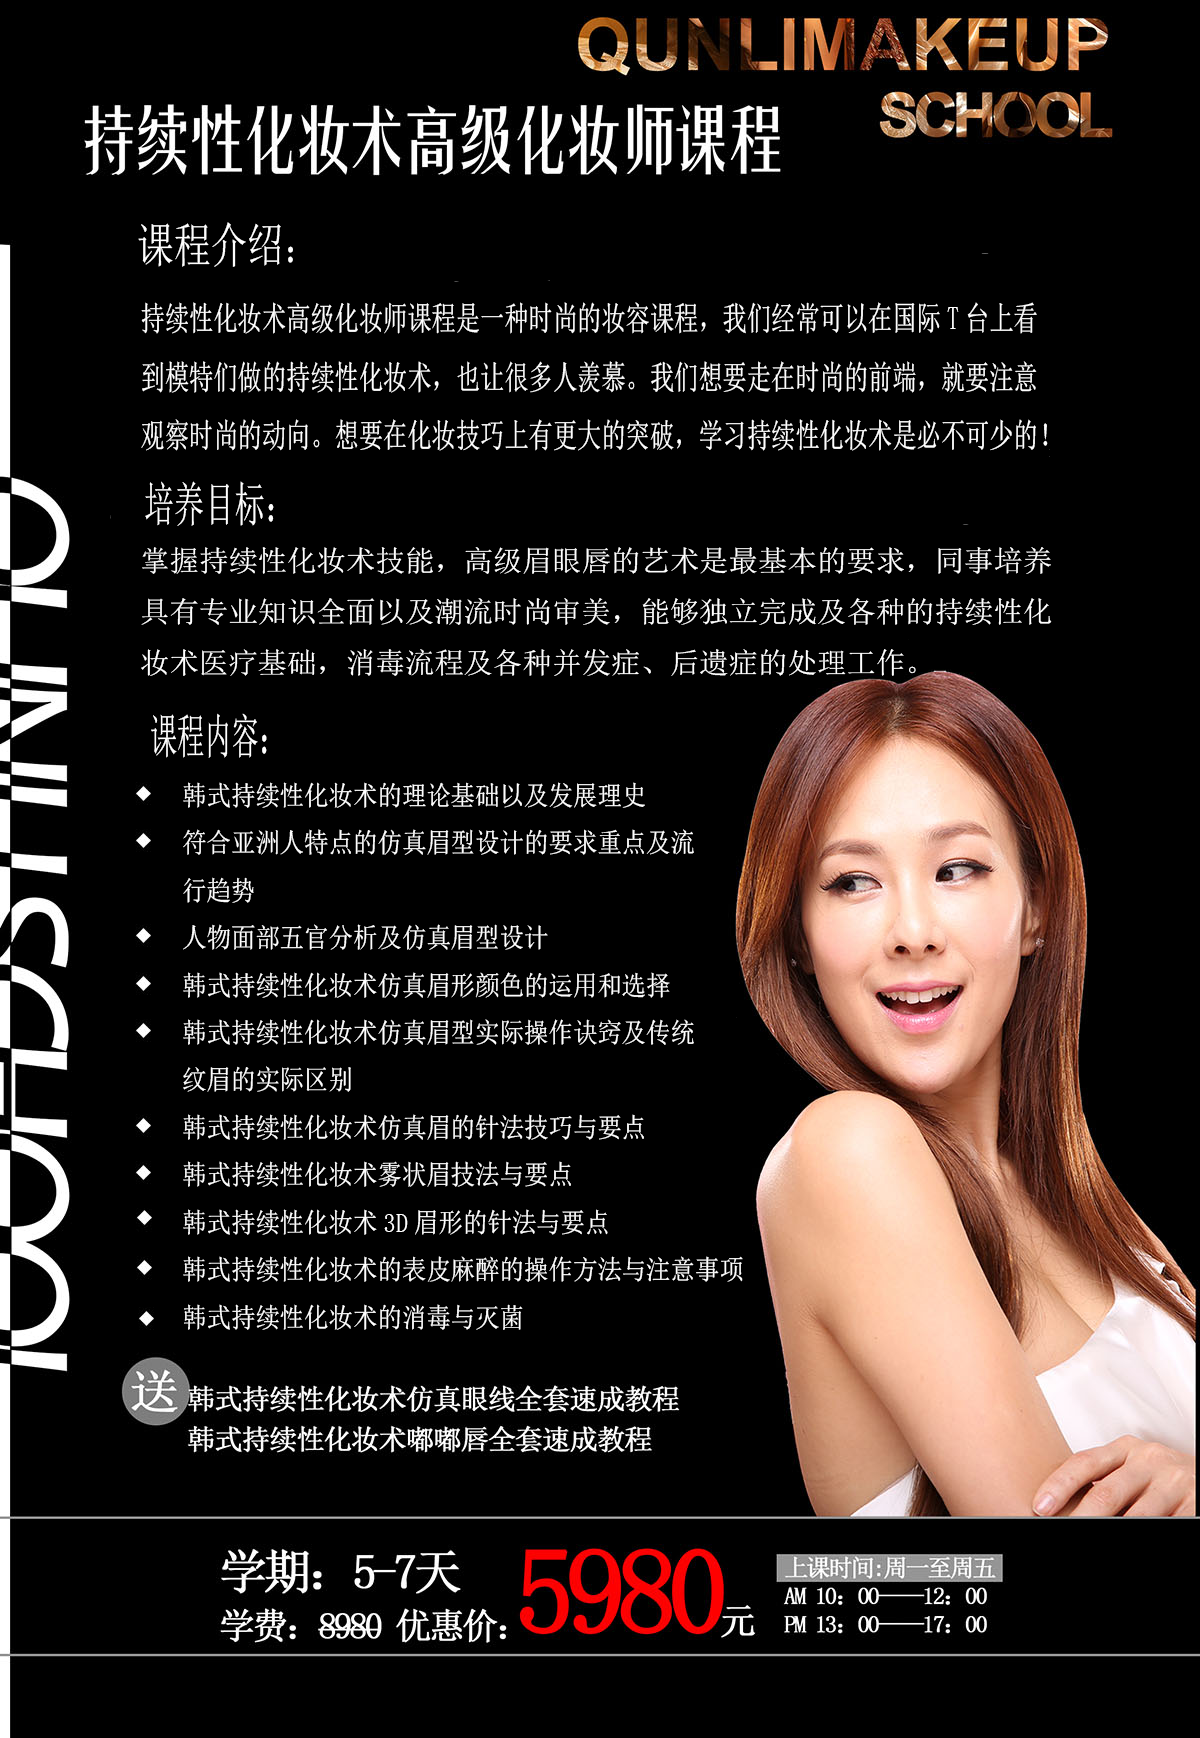 QUNLIMAKEUP
SCHOOL
持续性化妆术高级化妆师课程
课程介绍：
持续性化妆术高级化妆师课程是一种时尚的妆容课程，我们经常可以在国际 T 台上看
到模特们做的持续性化妆术，也让很多人羡慕。我们想要走在时尚的前端，就要注意
观察时尚的动向。想要在化妆技巧上有更大的突破，学习持续性化妆术是必不可少的！
培养目标：
掌握持续性化妆术技能，高级眉眼唇的艺术是最基本的要求，同事培养
具有专业知识全面以及潮流时尚审美，能够独立完成及各种的持续性化
妆术医疗基础，消毒流程及各种并发症、后遗症的处理工作。
课程内容：
◆ 韩式持续性化妆术的理论基础以及发展理史
◆ 符合亚洲人特点的仿真眉型设计的要求重点及流
行趋势
◆ 人物面部五官分析及仿真眉型设计
◆ 韩式持续性化妆术仿真眉形颜色的运用和选择
◆ 韩式持续性化妆术仿真眉型实际操作诀窍及传统
纹眉的实际区别
◆ 韩式持续性化妆术仿真眉的针法技巧与要点
◆ 韩式持续性化妆术雾状眉技法与要点
◆ 韩式持续性化妆术 3D 眉形的针法与要点
◆ 韩式持续性化妆术的表皮麻醉的操作方法与注意事项
◆ 韩式持续性化妆术的消毒与灭菌
送 韩式持续性化妆术仿真眼线全套速成教程
韩式持续性化妆术嘟嘟唇全套速成教程
学期：5-7天
学费：8980 优惠价：5980元
上课时间:周一至周五
AM 10：00——12：00
PM 13：00——17：00